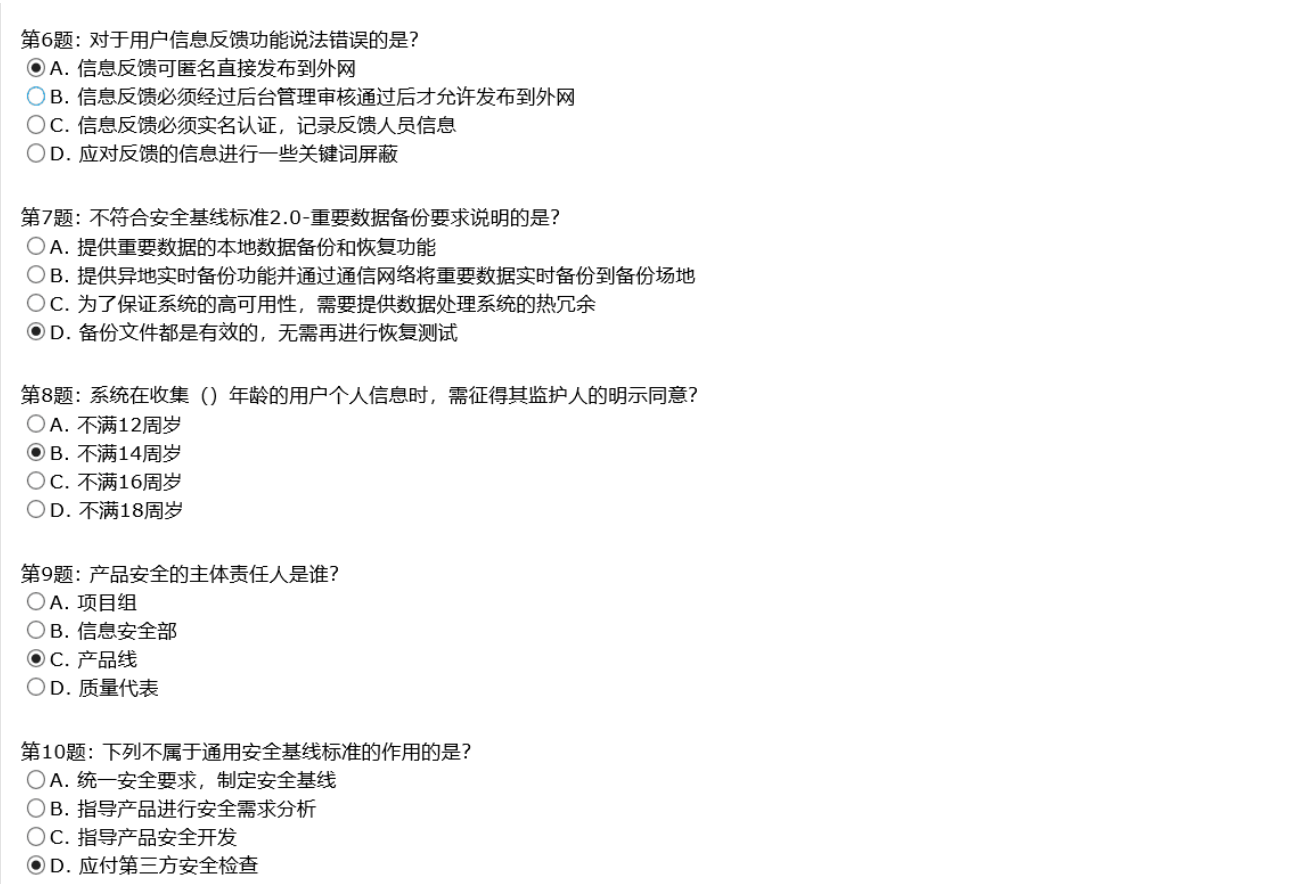 第6题: 对于用户信息反馈功能说法错误的是?
A. 信息反馈可匿名直接发布到外网
B. 信息反馈必须经过后台管理审核通过后才允许发布到外网
C. 信息反馈必须实名认证，记录反馈人员信息
D. 应对反馈的信息进行一些关键词屏蔽
第7题: 不符合安全基线标准2.0-重要数据备份要求说明的是?
A. 提供重要数据的本地数据备份和恢复功能
B. 提供异地实时备份功能并通过通信网络将重要数据实时备份到备份场地
C. 为了保证系统的高可用性，需要提供数据处理系统的热冗余
D. 备份文件都是有效的，无需再进行恢复测试
第8题: 系统在收集（）年龄的用户个人信息时，需征得其监护人的明示同意?
A. 不满12周岁
B. 不满14周岁
C. 不满16周岁
D. 不满18周岁
第9题: 产品安全的主体责任人是谁?
A. 项目组
B. 信息安全部
C. 产品线
D. 质量代表
第10题: 下列不属于通用安全基线标准的作用的是?
A. 统一安全要求，制定安全基线
B. 指导产品进行安全需求分析
C. 指导产品安全开发
D. 应付第三方安全检查